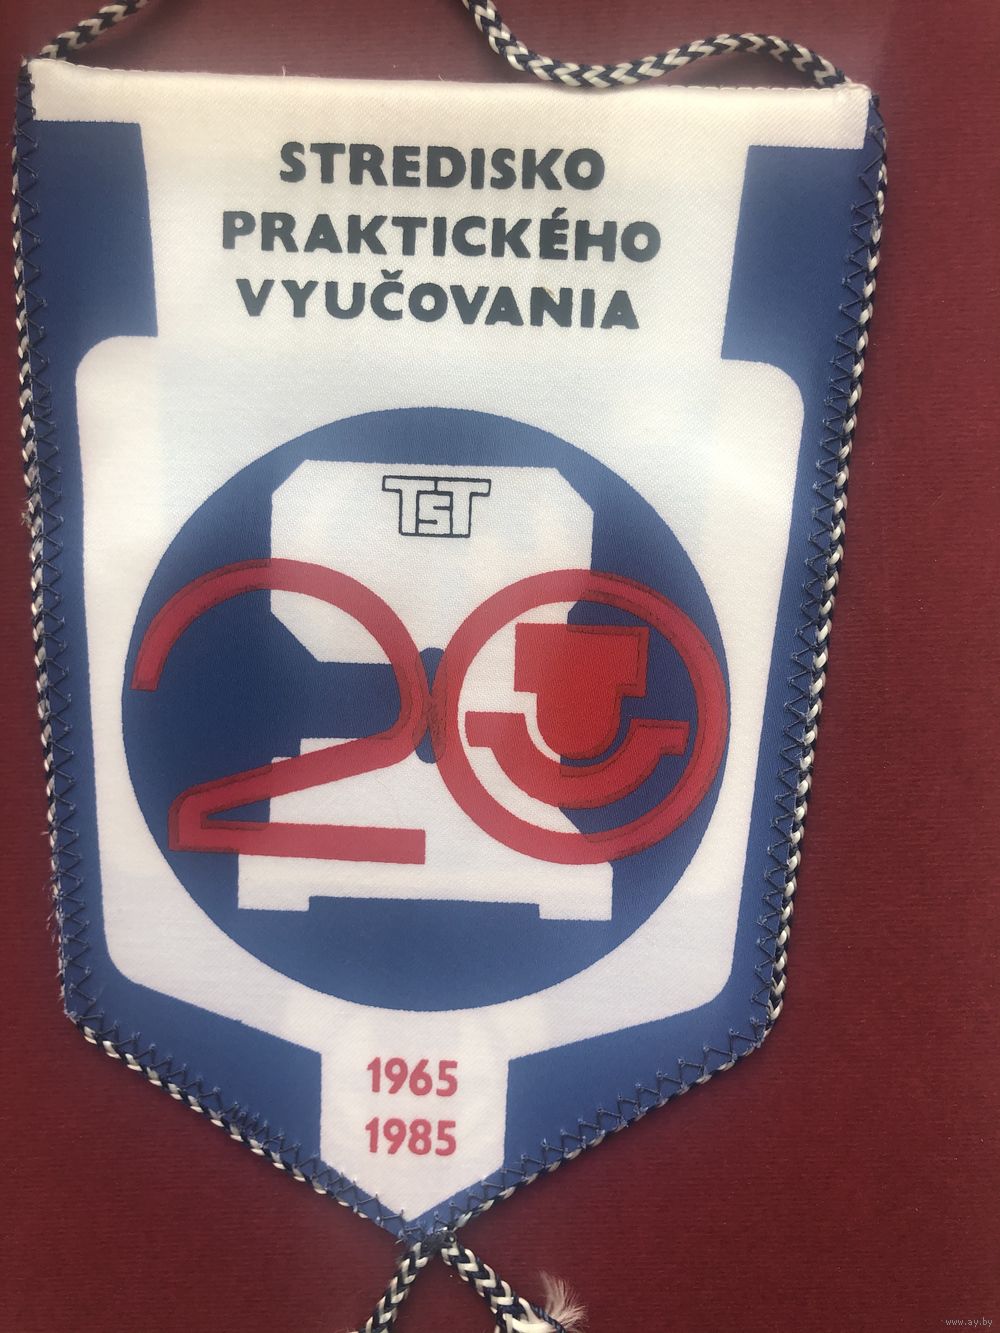 STREDISKO
PRAKTICKÉHO
VYUČOVANIA
TST
20
1965
1985
www.ay.by